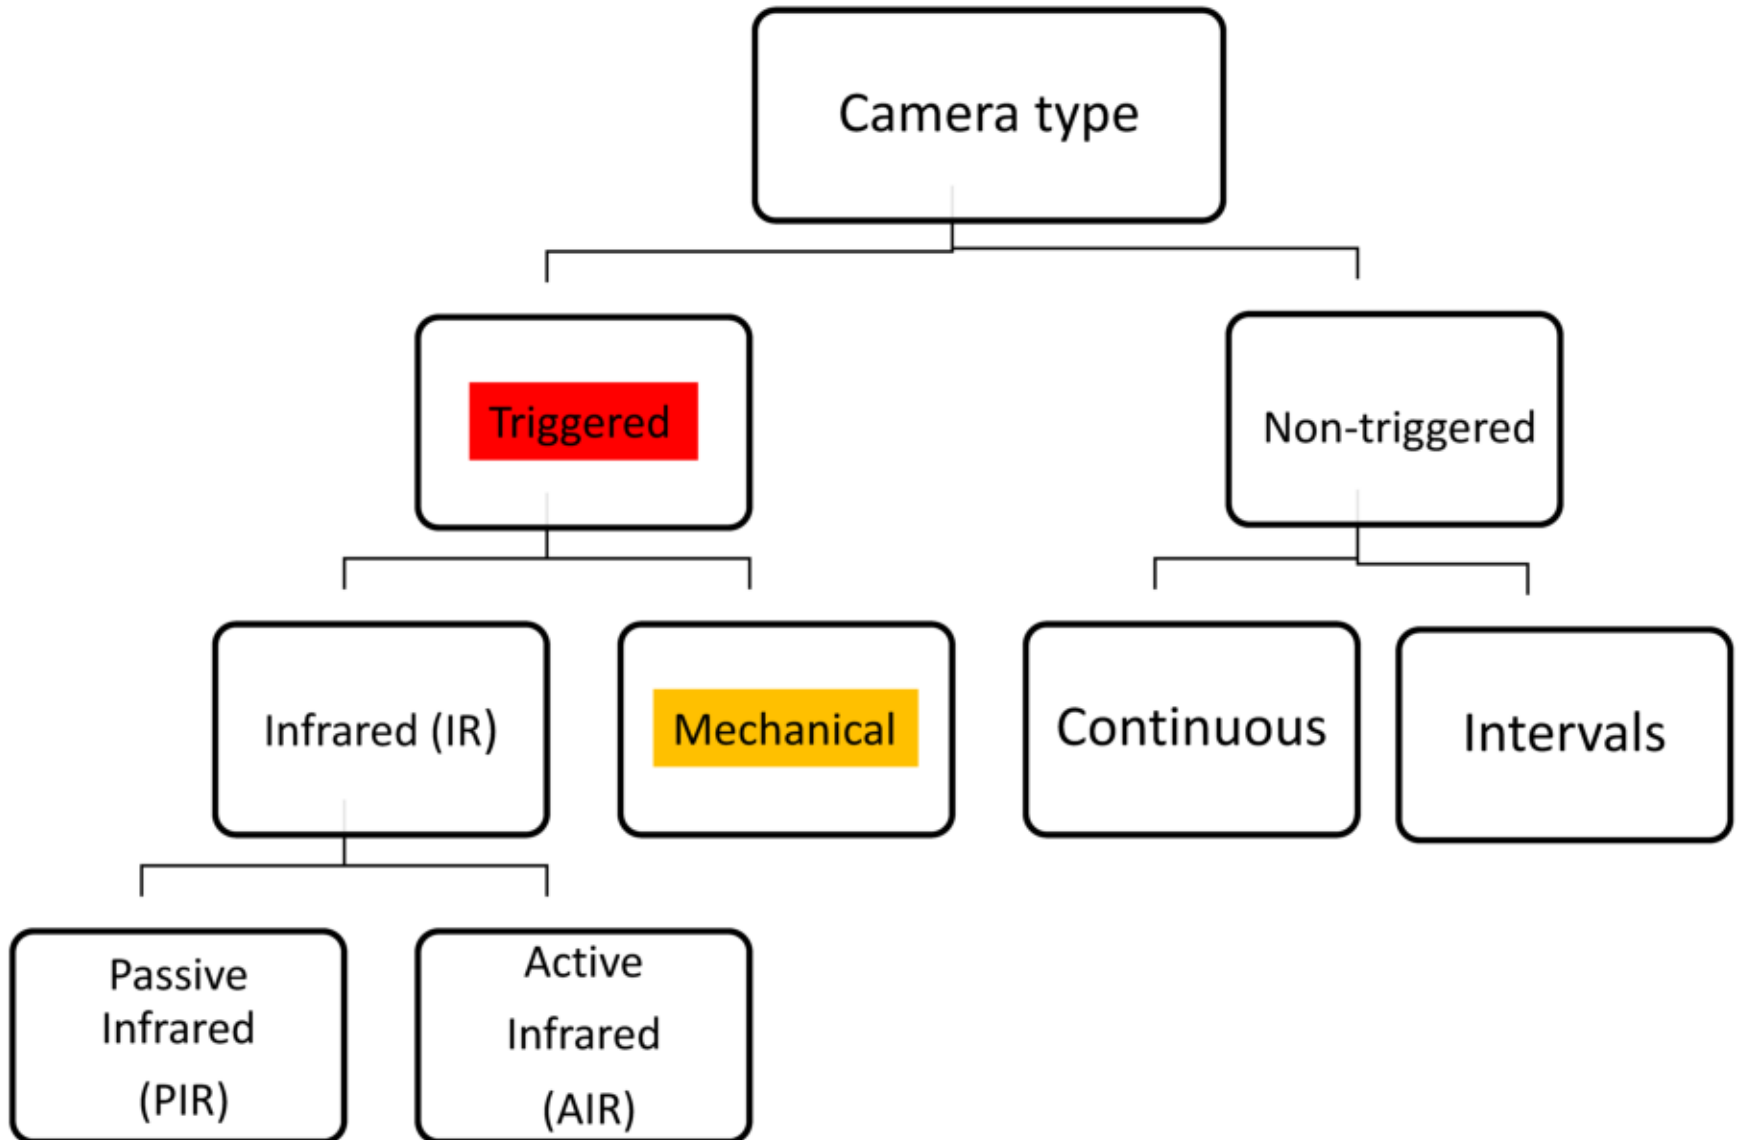 Camera type
Triggered
Non-triggered
Infrared (IR)
Mechanical
Continuous
Intervals
Passive
Infrared
(PIR)
Active
Infrared
(AIR)